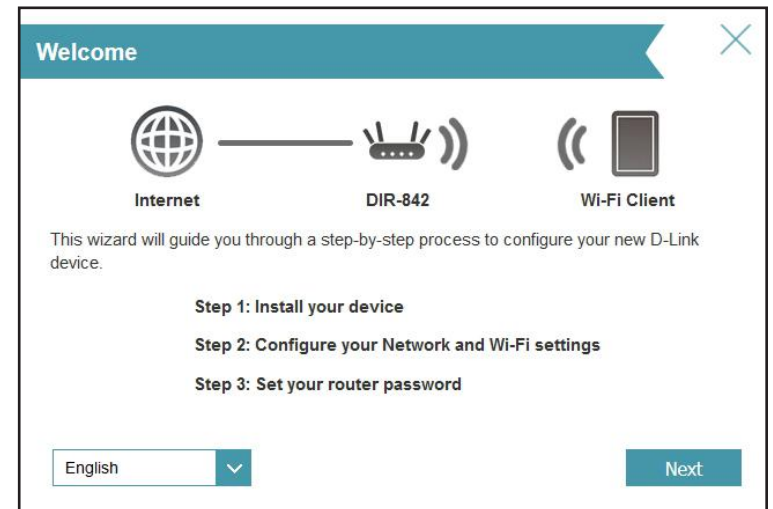 Welcome
Internet
DIR-842
Wi-Fi Client
This wizard will guide you through a step-by-step process to configure your new D-Link
device.
Step 1: Install your device
Step 2: Configure your Network and Wi-Fi settings
Step 3: Set your router password
English
Next